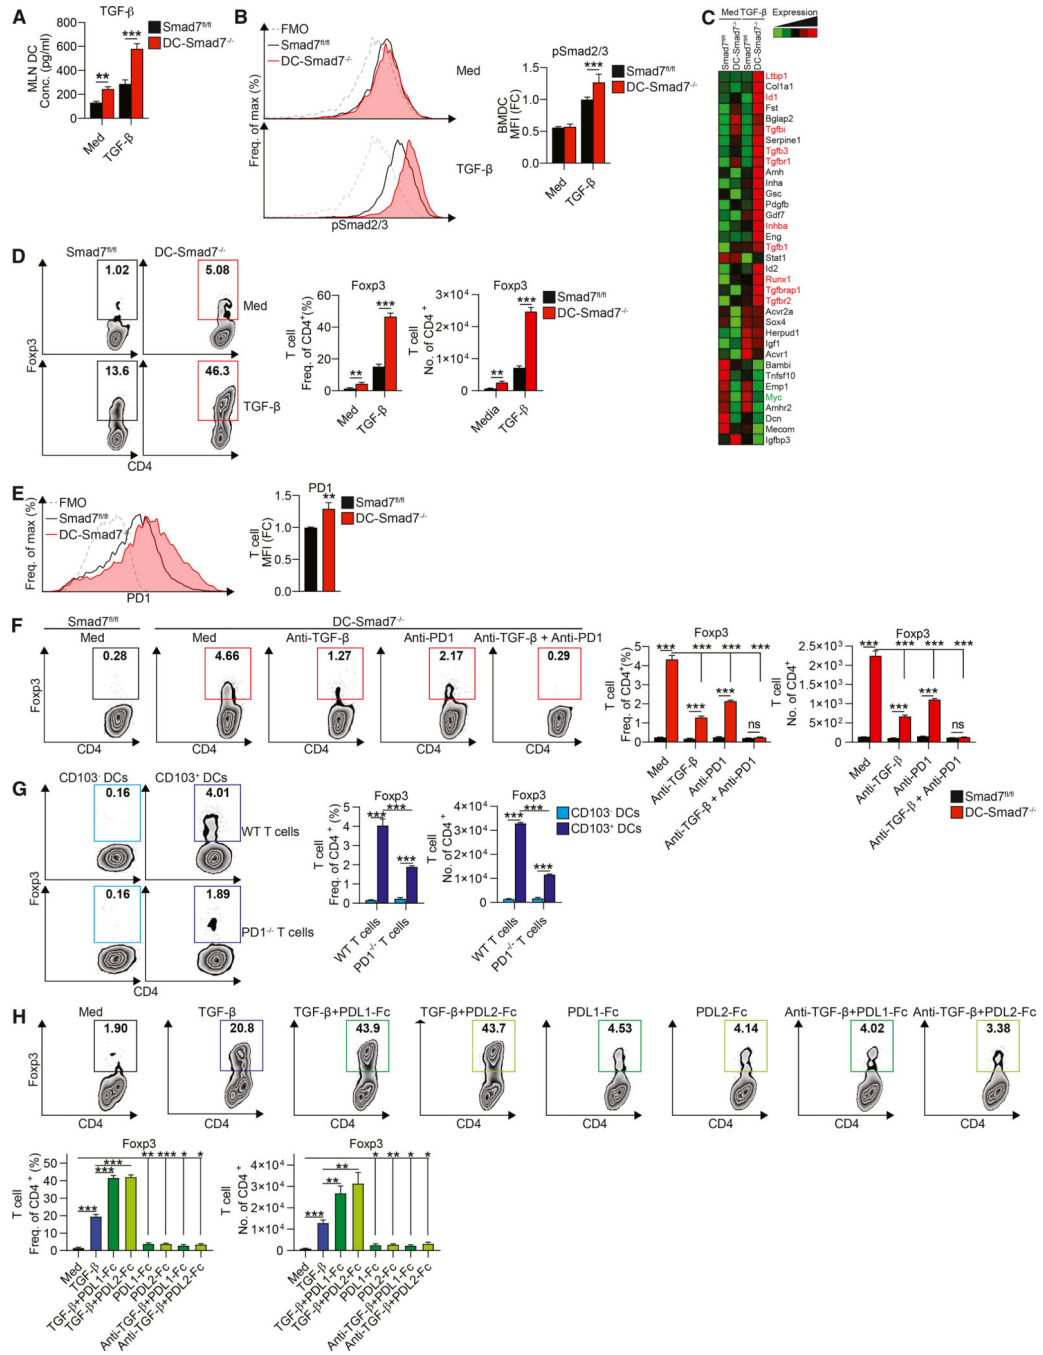 A
TGF-β
MLN DC
Conc. (pg/ml)
800
600
400
200
0
**
***
Med
TGF-β
Smad7fl/fl
DC-Smad7-/-
B
FMO
Smad7fl/fl
DC-Smad7-/-
Freq. of max (%)
Med
TGF-β
pSmad2/3
pSmad2/3
BMDC
MFI (FC)
1.5
1.0
0.5
0.0
***
Med
TGF-β
Smad7fl/fl
DC-Smad7-/-
C
Expression
Med TGF-β
Smad7fl/fl
DC-Smad7-/-
Smad7fl/fl
DC-Smad7-/-
Ltbp1
Col1a1
Id1
Fst
Bglap2
Tgfbi
Serpine1
Tgfb3
Tgfbr1
Amh
Inha
Gsc
Pdgfb
Gdf7
Inhba
Eng
Tgfb1
Stat1
Id2
Runx1
Tgfbrap1
Tgfbr2
Acvr2a
Sox4
Herpud1
Igf1
Acvr1
Bambi
Tnfsf10
Emp1
Myc
Amhr2
Dcn
Mecom
Igfbp3
D
Smad7fl/fl
DC-Smad7-/-
1.02
5.08
Med
13.6
46.3
TGF-β
Foxp3
CD4
Foxp3
T cell
Freq. of CD4+(%)
60
40
20
0
**
***
Med
TGF-β
Foxp3
T cell
No. of CD4 +
3×10⁴
2×10⁴
1×10⁴
0
**
***
Media
TGF-β
Smad7fl/fl
DC-Smad7-/-
E
FMO
Smad7fl/fl
DC-Smad7-/-
Freq. of max (%)
PD1
PD1
T cell
MFI (FC)
1.5
1.0
0.5
0.0
**
Smad7fl/fl
DC-Smad7-/-
F
Smad7fl/fl
DC-Smad7-/-
Med
Med
Anti-TGF-β
Anti-PD1
Anti-TGF-β + Anti-PD1
0.28
4.66
1.27
2.17
0.29
Foxp3
CD4
CD4
CD4
CD4
CD4
Foxp3
T cell
Freq. of CD4+(%)
5
4
3
2
1
0
***
***
***
***
***
***
ns
Med
Anti-TGF-β
Anti-PD1
Anti-TGF-β + Anti-PD1
Foxp3
T cell
No. of CD4+
2.5×10³
2×10³
1.5×10³
1×10³
5×10²
0
***
***
***
***
***
***
ns
Med
Anti-TGF-β
Anti-PD1
Anti-TGF-β + Anti-PD1
Smad7fl/fl
DC-Smad7-/-
G
CD103- DCs
CD103+ DCs
0.16
4.01
WT T cells
0.16
1.89
PD1-/- T cells
Foxp3
Foxp3
CD4
Foxp3
T cell
Freq. of CD4 + (%)
5
4
3
2
1
0
***
***
***
WT T cells
PD1-/- T cells
Foxp3
T cell
No. of CD4+
4×10⁴
3×10⁴
2×10⁴
1×10⁴
0
***
***
***
WT T cells
PD1-/- T cells
CD103- DCs
CD103+ DCs
H
Med
TGF-β
TGF-β+PDL1-Fc
TGF-β+PDL2-Fc
PDL1-Fc
PDL2-Fc
Anti-TGF-β+PDL1-Fc
Anti-TGF-β+PDL2-Fc
1.90
20.8
43.9
43.7
4.53
4.14
4.02
3.38
Foxp3
CD4
CD4
CD4
CD4
CD4
CD4
CD4
CD4
Foxp3
T cell
Freq. of CD4 + (%)
50
40
30
20
10
0
***
***
***
**
***
*
*
Med
TGF-β
TGF-β+PDL1-Fc
TGF-β+PDL2-Fc
PDL1-Fc
PDL2-Fc
Anti-TGF-β+PDL1-Fc
Anti-TGF-β+PDL2-Fc
Foxp3
T cell
No. of CD4 +
4×10⁴
3×10⁴
2×10⁴
1×10⁴
0
***
**
**
*
**
*
*
Med
TGF-β
TGF-β+PDL1-Fc
TGF-β+PDL2-Fc
PDL1-Fc
PDL2-Fc
Anti-TGF-β+PDL1-Fc
Anti-TGF-β+PDL2-Fc